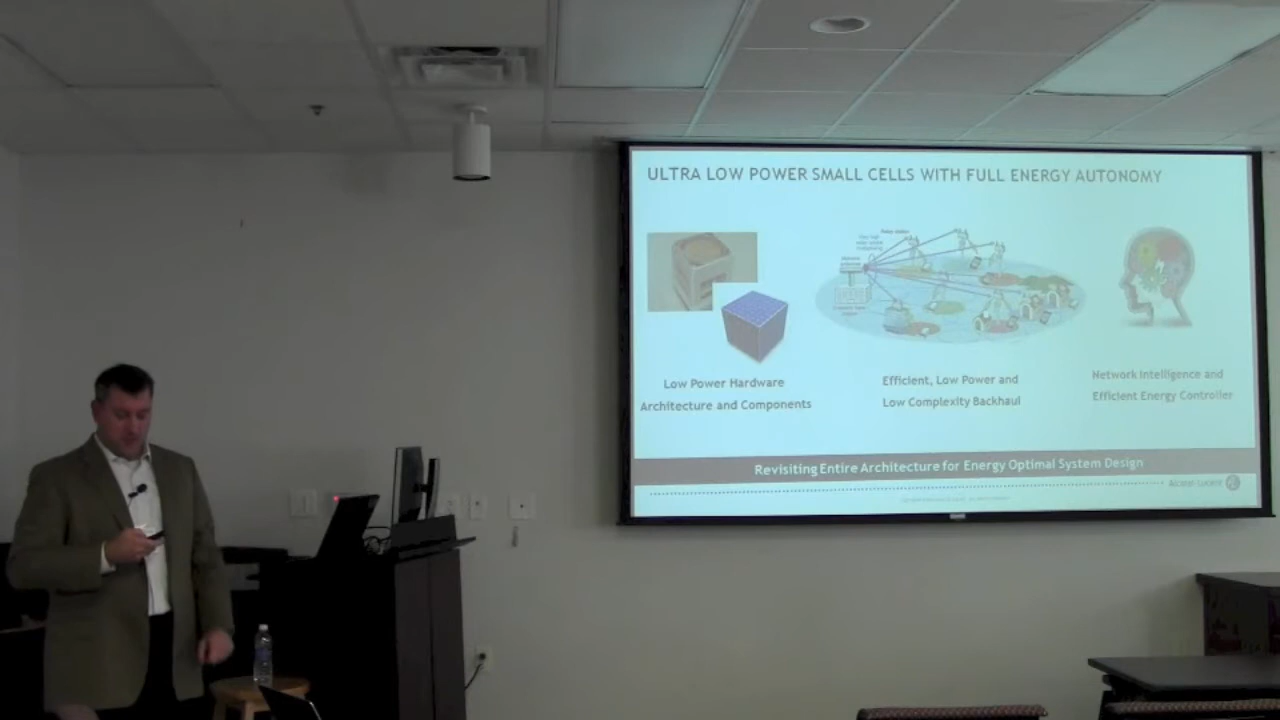 ULTRA LOW POWER SMALL CELLS WITH FULL ENERGY AUTONOMY
Low Power Hardware
Architecture and Components
Efficient, Low Power and
Low Complexity Backhaul
Network Intelligence and
Efficient Energy Controller
Revisiting Entire Architecture for Energy Optimal System Design
Alcatel-Lucent